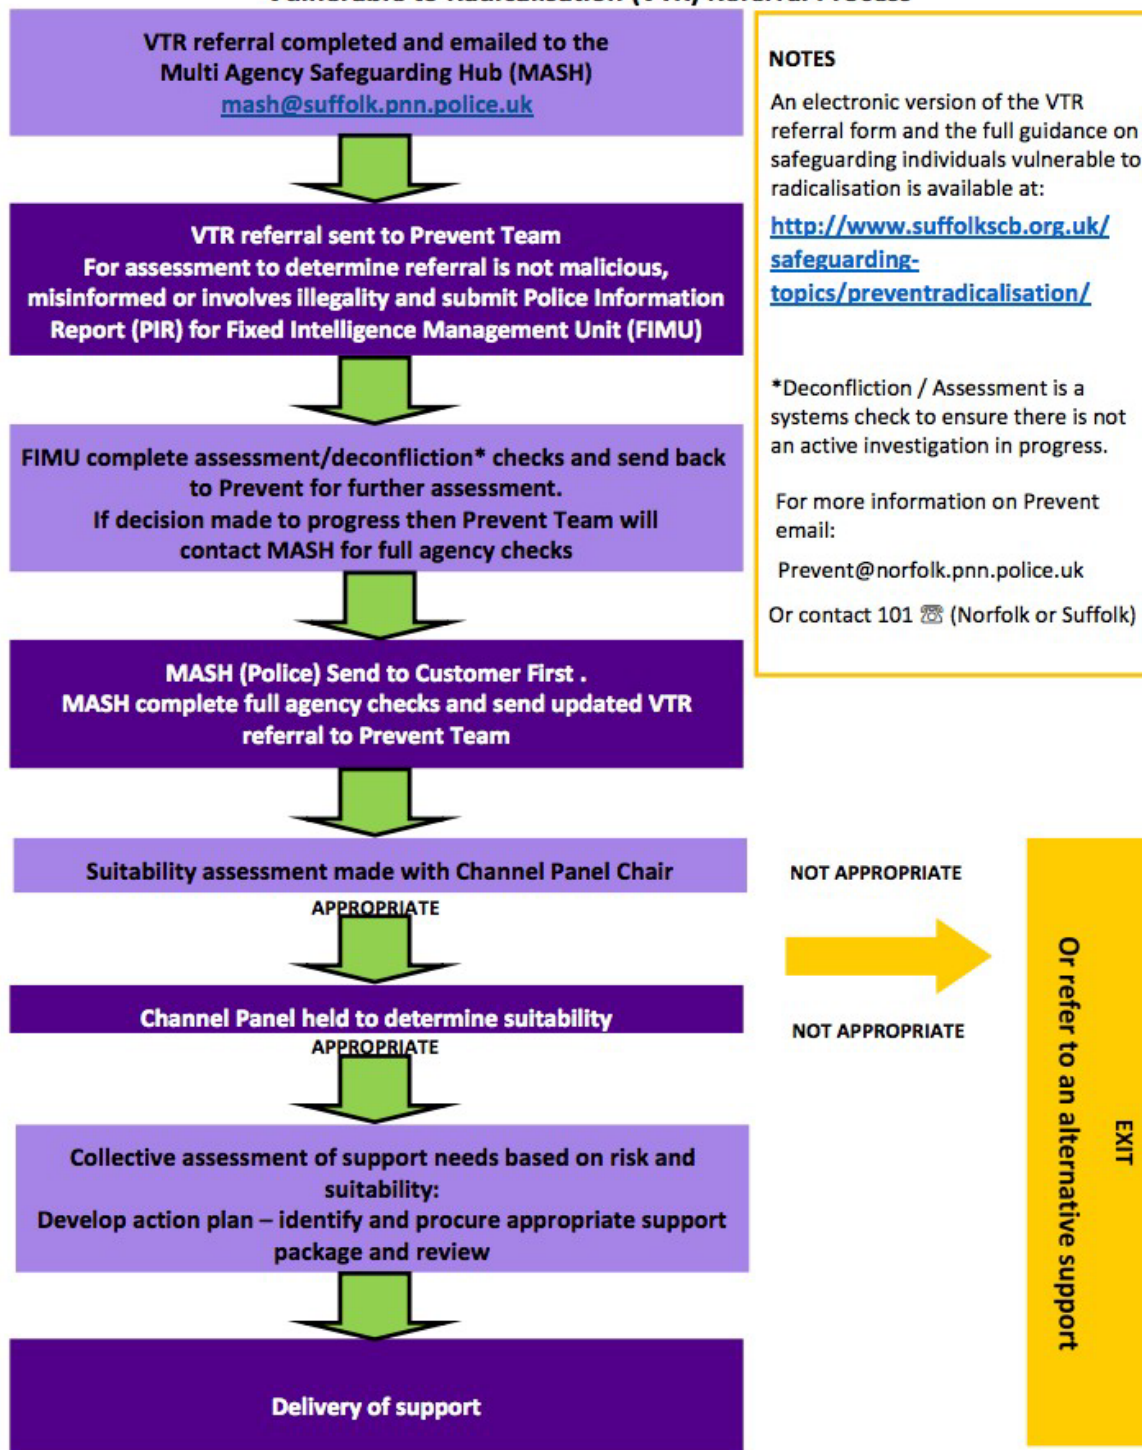 Vulnerable to Radicalisation (VTR) Referral Process
VTR referral completed and emailed to the
Multi Agency Safeguarding Hub (MASH)
mash@suffolk.pnn.police.uk
VTR referral sent to Prevent Team
For assessment to determine referral is not malicious,
misinformed or involves illegality and submit Police Information
Report (PIR) for Fixed Intelligence Management Unit (FIMU)
FIMU complete assessment/deconfliction* checks and send back
to Prevent for further assessment.
If decision made to progress then Prevent Team will
contact MASH for full agency checks
MASH (Police) Send to Customer First .
MASH complete full agency checks and send updated VTR
referral to Prevent Team
Suitability assessment made with Channel Panel Chair
APPROPRIATE
Channel Panel held to determine suitability
APPROPRIATE
Collective assessment of support needs based on risk and
suitability:
Develop action plan – identify and procure appropriate support
package and review
Delivery of support
NOTES
An electronic version of the VTR
referral form and the full guidance on
safeguarding individuals vulnerable to
radicalisation is available at:
http://www.suffolkscb.org.uk/
safeguarding-
topics/preventradicalisation/
*Deconfliction / Assessment is a
systems check to ensure there is not
an active investigation in progress.
For more information on Prevent
email:
Prevent@norfolk.pnn.police.uk
Or contact 101 ☏ (Norfolk or Suffolk)
NOT APPROPRIATE
NOT APPROPRIATE
EXIT
Or refer to an alternative support